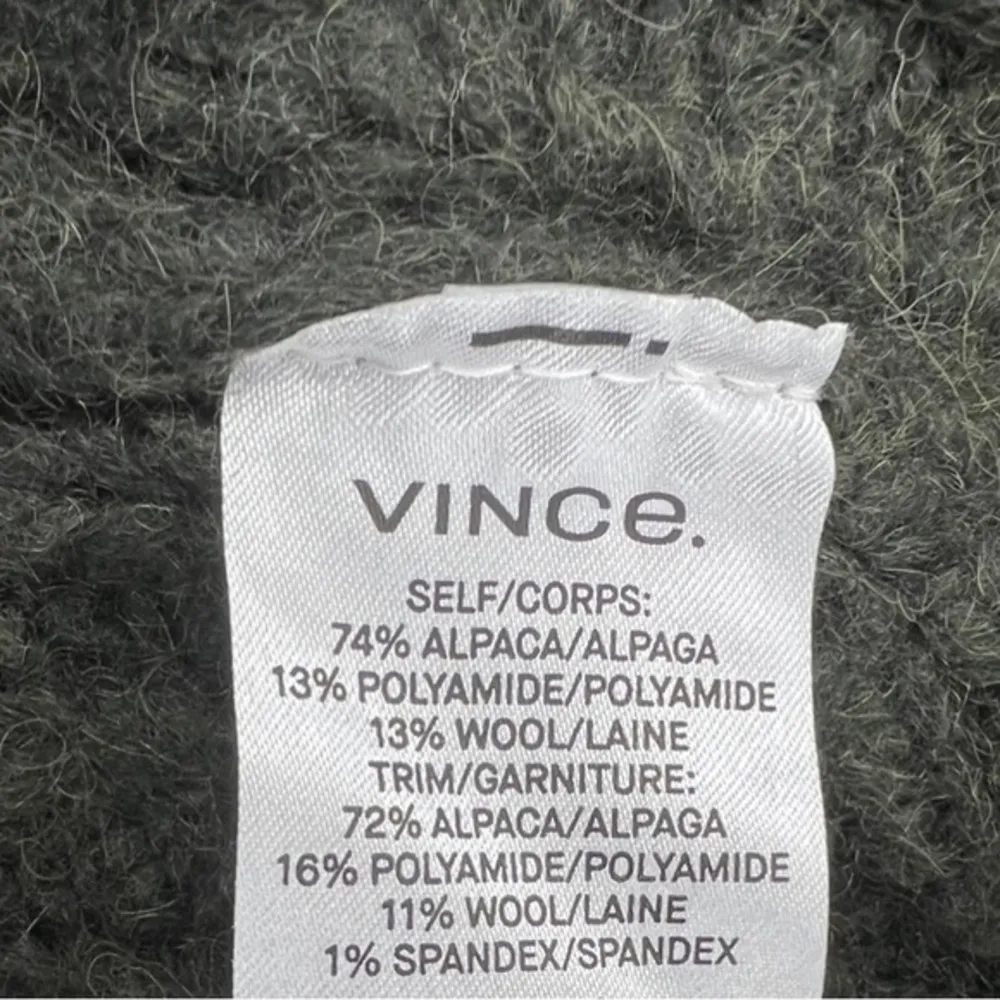 VINCe.
SELF/CORPS:
74% ALPACA/ALPAGA
13% POLYAMIDE/POLYAMIDE
13% WOOL/LAINE
TRIM/GARNITURE:
72% ALPACA/ALPAGA
16% POLYAMIDE/POLYAMIDE
11% WOOL/LAINE
1% SPANDEX/SPANDEX